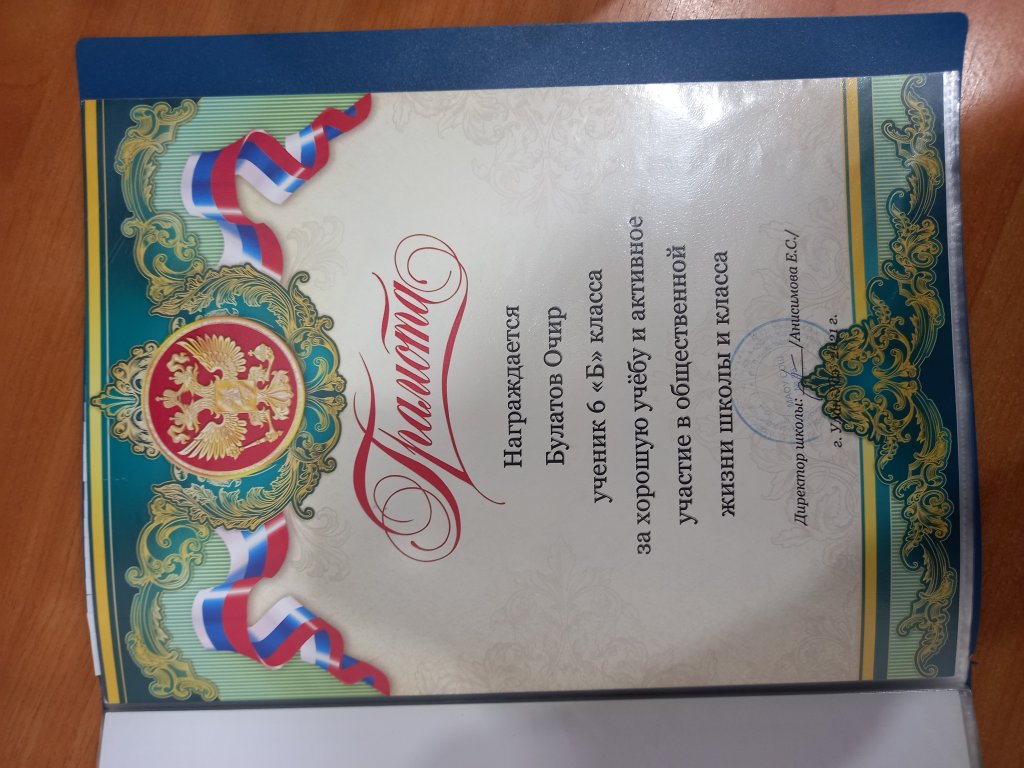 Грамота
Награждается
Булатов Очир
ученик 6 «Б» класса
за хорошую учёбу и активное
участие в общественной
жизни школы и класса
Директор школы: /Анисимова Е.С./
г.